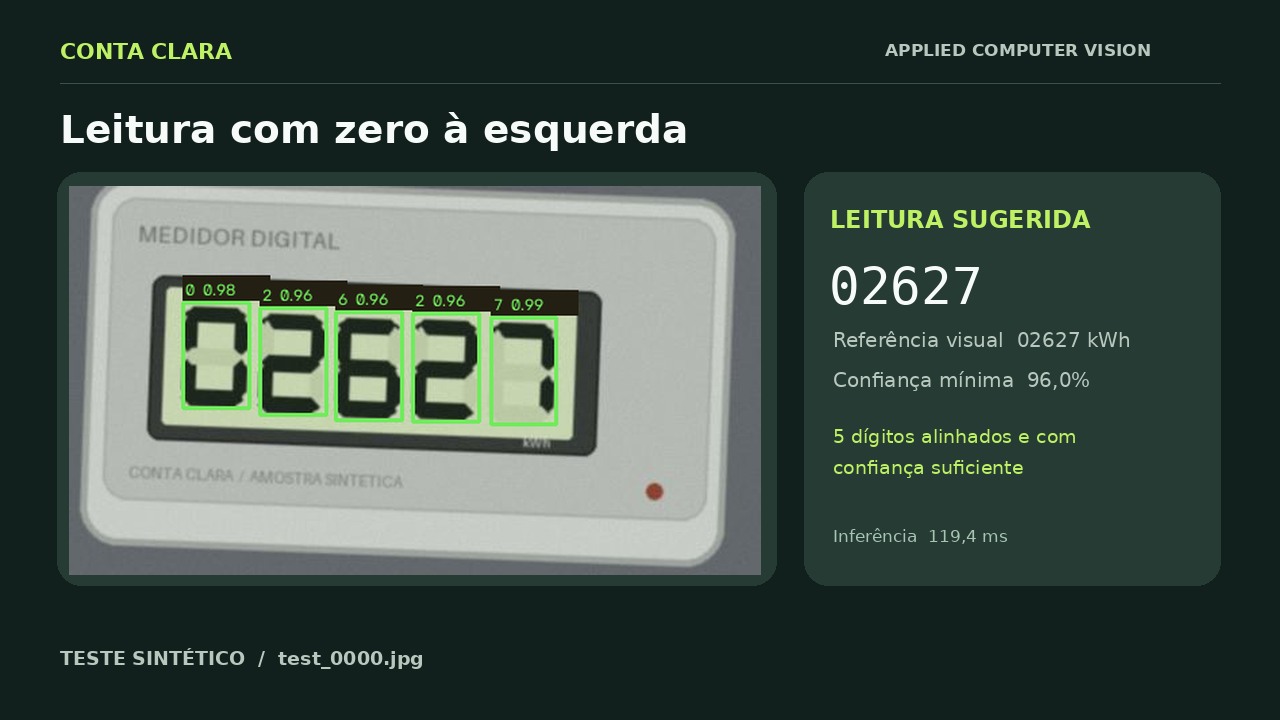 CONTA CLARA
APPLIED COMPUTER VISION
Leitura com zero à esquerda
MEDIDOR DIGITAL
0 0.98
2 0.96
6 0.96
2 0.96
7 0.99
02627
kWh
CONTA CLARA / AMOSTRA SINTETICA
LEITURA SUGERIDA
02627
Referência visual 02627 kWh
Confiança mínima 96,0%
5 dígitos alinhados e com
confiança suficiente
Inferência 119,4 ms
TESTE SINTÉTICO / test_0000.jpg